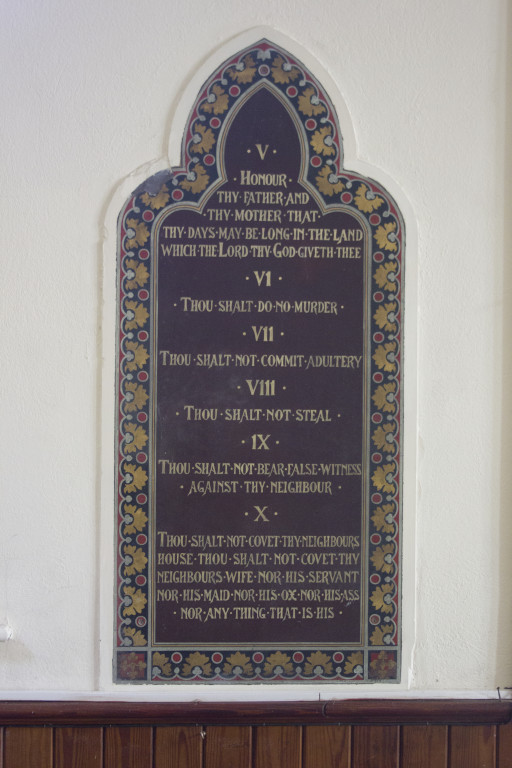 · V ·
· HONOUR ·
THY · FATHER · AND
· THY · MOTHER · THAT ·
THY · DAYS · MAY · BE · LONG · IN · THE · LAND
WHICH · THE · LORD · THY · GOD · GIVETH · THEE
· VI ·
· THOU · SHALT · DO · NO · MURDER ·
· VII ·
THOU · SHALT · NOT · COMMIT · ADULTERY
· VIII ·
· THOU · SHALT · NOT · STEAL ·
· IX ·
THOU · SHALT · NOT · BEAR · FALSE · WITNESS
· AGAINST · THY · NEIGHBOUR ·
· X ·
THOU · SHALT · NOT · COVET · THY · NEIGHBOURS
HOUSE · THOU · SHALT · NOT · COVET · THY
NEIGHBOURS · WIFE · NOR · HIS · SERVANT
NOR · HIS · MAID · NOR · HIS · OX · NOR · HIS · ASS
· NOR · ANY · THING · THAT · IS · HIS ·